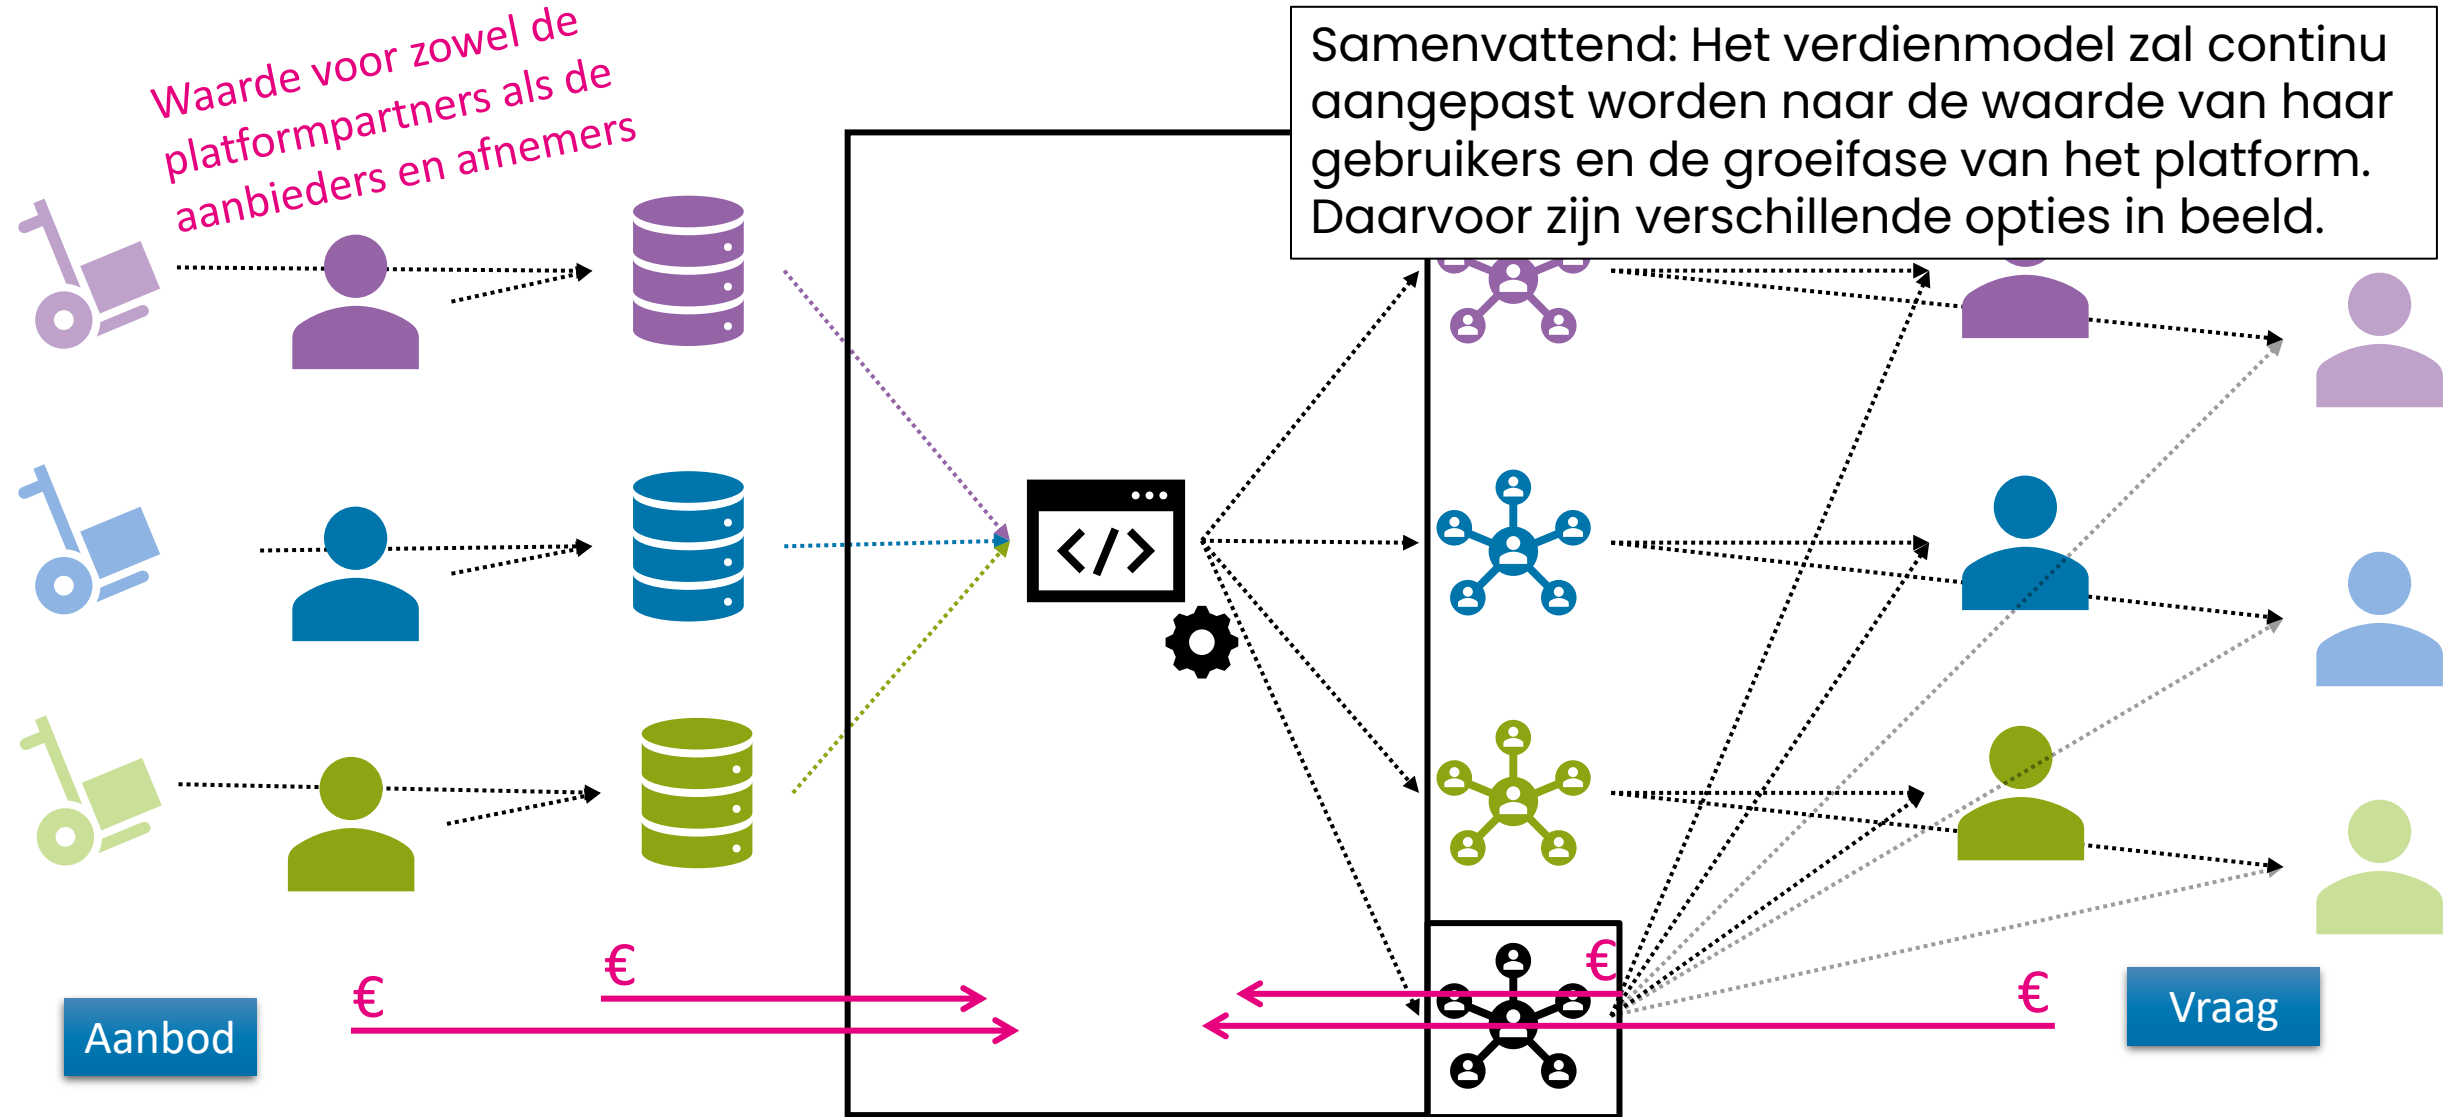 Waarde voor zowel de
platformpartners als de
aanbieders en afnemers
Samenvattend: Het verdienmodel zal continu
aangepast worden naar de waarde van haar
gebruikers en de groeifase van het platform.
Daarvoor zijn verschillende opties in beeld.
</>
€
€
€
€
Aanbod
Vraag